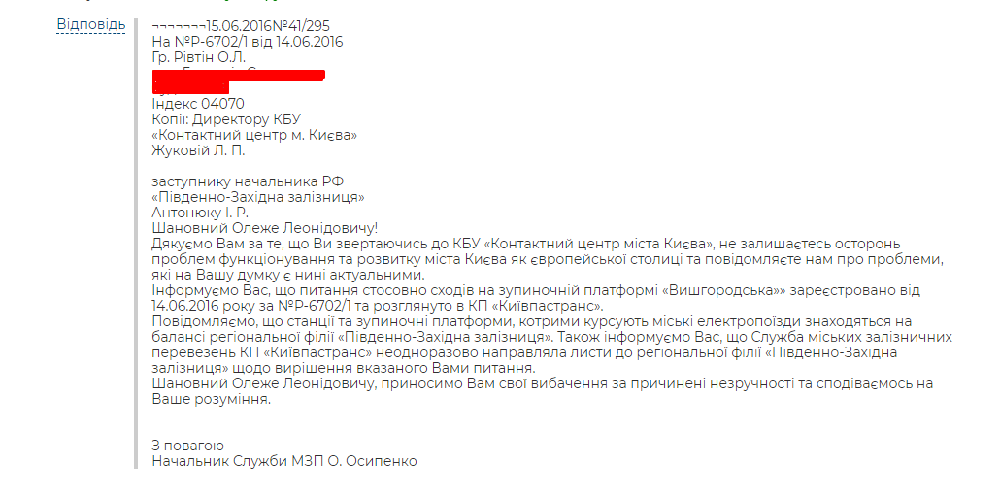 Відповідь
¬¬¬¬¬¬¬15.06.2016№41/295
На №Р-6702/1 від 14.06.2016
Гр. Рівтін О.Л.
Індекс 04070
Копії: Директору КБУ
«Контактний центр м. Києва»
Жуковій Л. П.
заступнику начальника РФ
«Південно-Західна залізниця»
Антонюку І. Р.
Шановний Олеже Леонідовичу!
Дякуємо Вам за те, що Ви звертаючись до КБУ «Контактний центр міста Києва», не залишаєтесь осторонь
проблем функціонування та розвитку міста Києва як європейської столиці та повідомляєте нам про проблеми,
які на Вашу думку є нині актуальними.
Інформуємо Вас, що питання стосовно сходів на зупиночній платформі «Вишгородська»» зареєстровано від
14.06.2016 року за №Р-6702/1 та розглянуто в КП «Київпастранс».
Повідомляємо, що станції та зупиночні платформи, котрими курсують міські електропоїзди знаходяться на
балансі регіональної філії «Південно-Західна залізниця». Також інформуємо Вас, що Служба міських залізничних
перевезень КП «Київпастранс» неодноразово направляла листи до регіональної філії «Південно-Західна
залізниця» щодо вирішення вказаного Вами питання.
Шановний Олеже Леонідовичу, приносимо Вам свої вибачення за причинені незручності та сподіваємось на
Ваше розуміння.
З повагою
Начальник Служби МЗП О. Осипенко